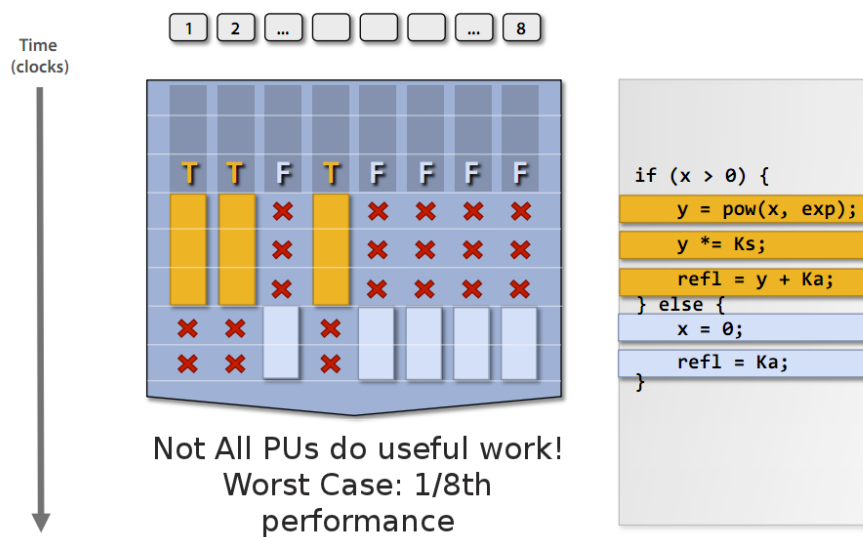 1 2 ... ... 8
Time
(clocks)
T T F T F F F F
if (x > 0) {
y = pow(x, exp);
y *= Ks;
refl = y + Ka;
} else {
x = 0;
refl = Ka;
}
Not All PUs do useful work!
Worst Case: 1/8th
performance